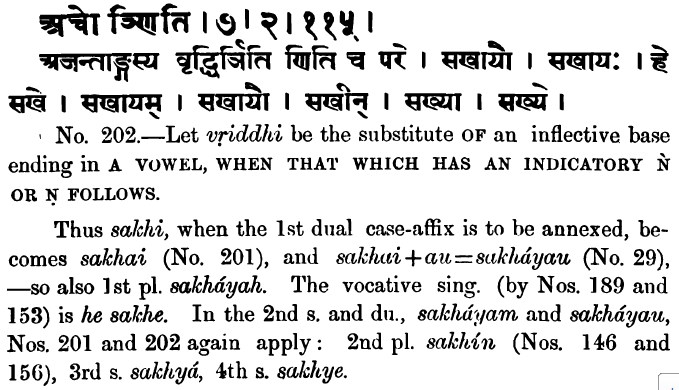 अचो ञ्णिति । ७ । २ । ११५ ।
अजन्ताङ्गस्य वृद्धिर्ञिति णिति च परे । सखायौ । सखायः । हे
सखे । सखायम् । सखायौ । सखीन् । सख्या । सख्ये ।
No. 202.—Let vṛiddhi be the substitute OF an inflective base
ending in A VOWEL, WHEN THAT WHICH HAS AN INDICATORY Ǹ
OR Ṇ FOLLOWS.
Thus sakhi, when the 1st dual case-affix is to be annexed, be-
comes sakhai (No. 201), and sakhai+au=sakháyau (No. 29),
—so also 1st pl. sakháyah. The vocative sing. (by Nos. 189 and
153) is he sakhe. In the 2nd s. and du., sakháyam and sakháyau,
Nos. 201 and 202 again apply : 2nd pl. sakhín (Nos. 146 and
156), 3rd s. sakhyá, 4th s. sakhye.